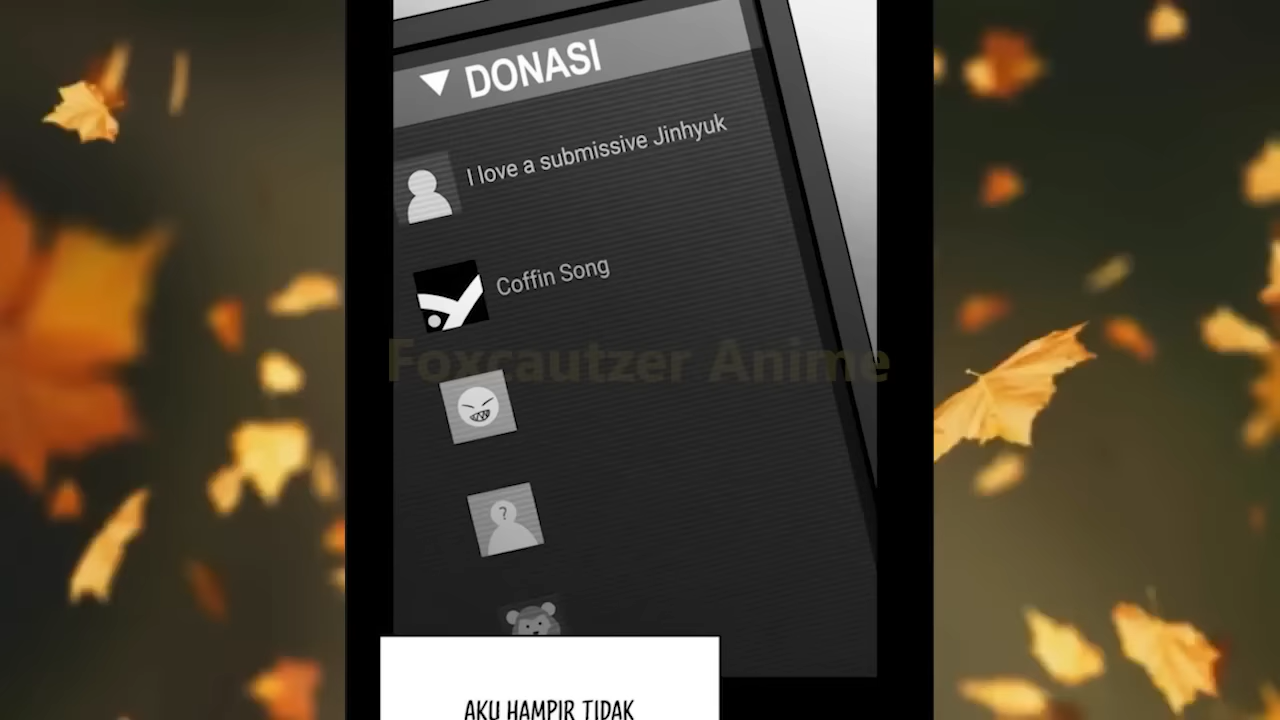 ▼ DONASI
I love a submissive Jinhyuk
Coffin Song
Foxcautzer Anime
?
AKU HAMPIR TIDAK